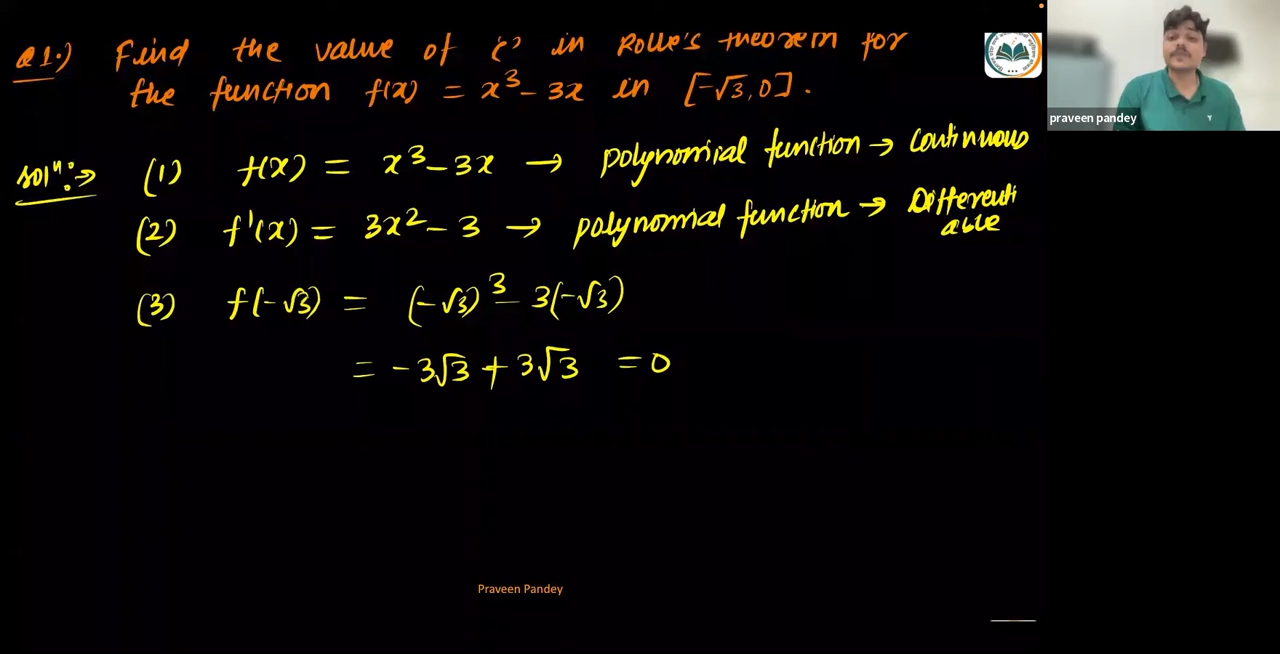 Q1.) Find the value of 'c' in Rolle's theorem for
the function f(x) = x³ - 3x in [-√3, 0].
Solⁿ:→ (1) f(x) = x³ - 3x → polynomial function → continuous
(2) f'(x) = 3x² - 3 → polynomial function → Differenti
able
(3) f(-√3) = (-√3)³ - 3(-√3)
= -3√3 + 3√3 = 0
praveen pandey
Praveen Pandey